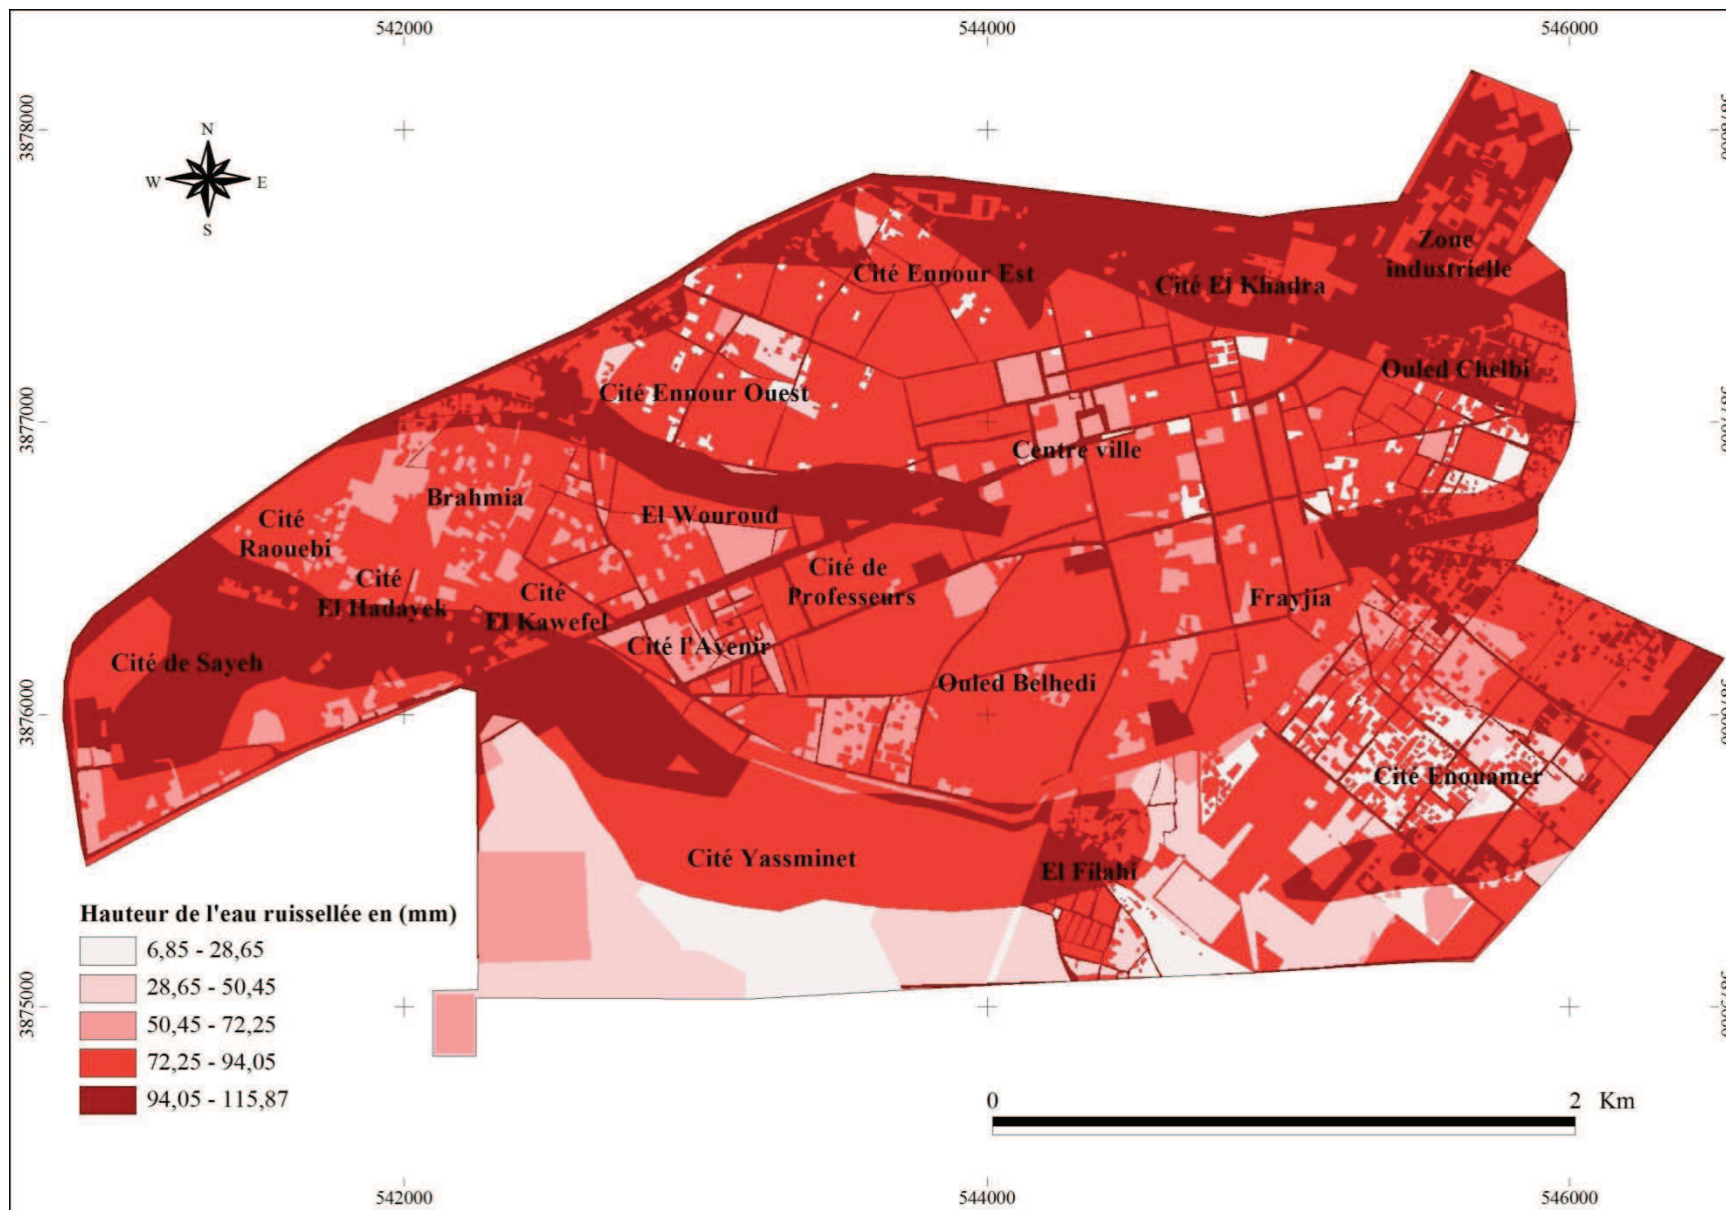 542000
544000
546000
3878000
3878000
N
W
E
S
Zone
industrielle
Cité Ennour Est
Cité El Khadra
Ouled Chelbi
Cité Ennour Ouest
3877000
3877000
Centre ville
Brahmia
El Wouroud
Cité
Raouebi
Cité de
Professeurs
Cité
El Hadayek
Cité
El Kawefel
Frayjia
Cité l'Avenir
Cité de Sayeh
Ouled Belhedi
3876000
3876000
Cité Enouamer
Cité Yassminet
El Filahi
Hauteur de l'eau ruissellée en (mm)
6,85 - 28,65
28,65 - 50,45
50,45 - 72,25
72,25 - 94,05
94,05 - 115,87
3875000
3875000
0
2
Km
542000
544000
546000